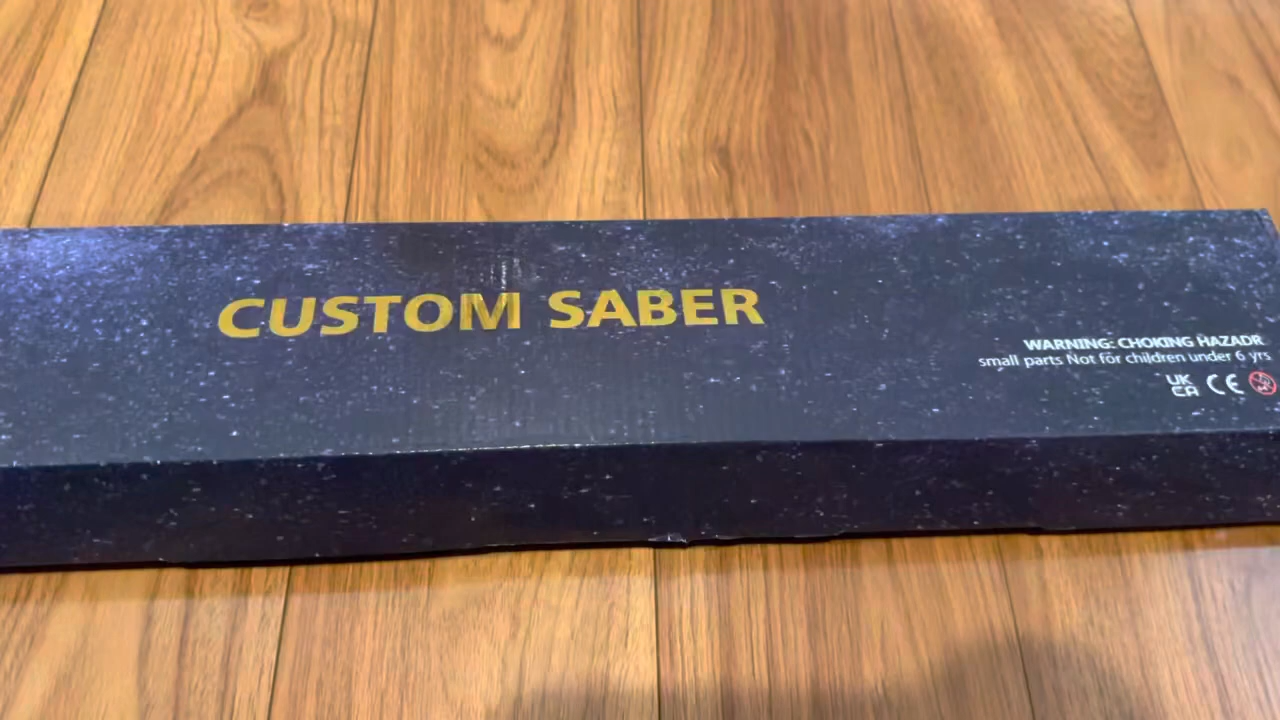 CUSTOM SABER
WARNING: CHOKING HAZADR
small parts Not for children under 6 yrs
UK
CA CE